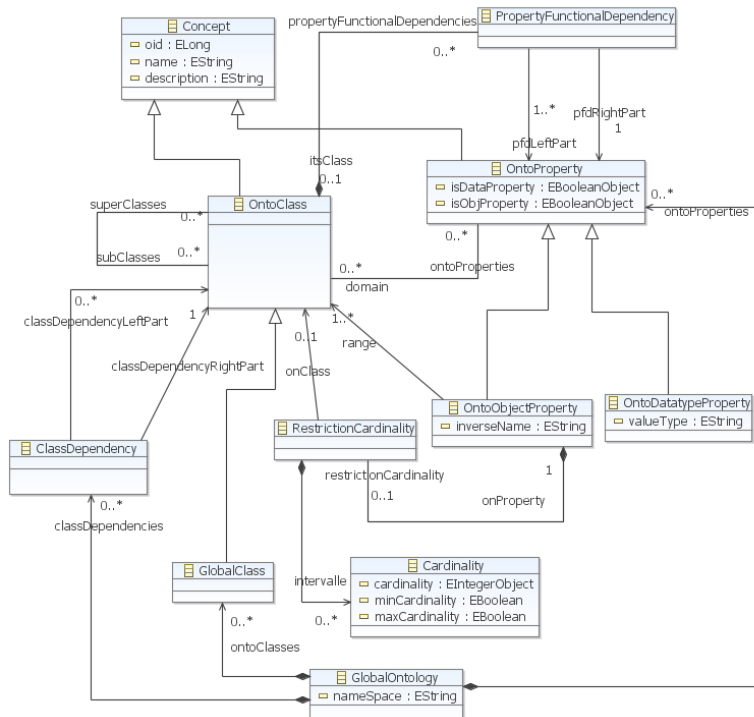 Concept
oid : ELong
name : EString
description : EString
propertyFunctionalDependencies
0..*
PropertyFunctionalDependency
1..*
pfdLeftPart
pfdRightPart
1
itsClass
0..1
OntoProperty
isDataProperty : EBooleanObject
isObjProperty : EBooleanObject
0..*
ontoProperties
superClasses
0..*
subClasses
0..*
OntoClass
0..*
ontoProperties
0..*
domain
0..*
classDependencyLeftPart
1
classDependencyRightPart
0..1
onClass
1..*
range
OntoObjectProperty
inverseName : EString
OntoDatatypeProperty
valueType : EString
RestrictionCardinality
ClassDependency
restrictionCardinality
0..1
1
onProperty
0..*
classDependencies
GlobalClass
intervalle
0..*
Cardinality
cardinality : EIntegerObject
minCardinality : EBoolean
maxCardinality : EBoolean
0..*
ontoClasses
GlobalOntology
nameSpace : EString